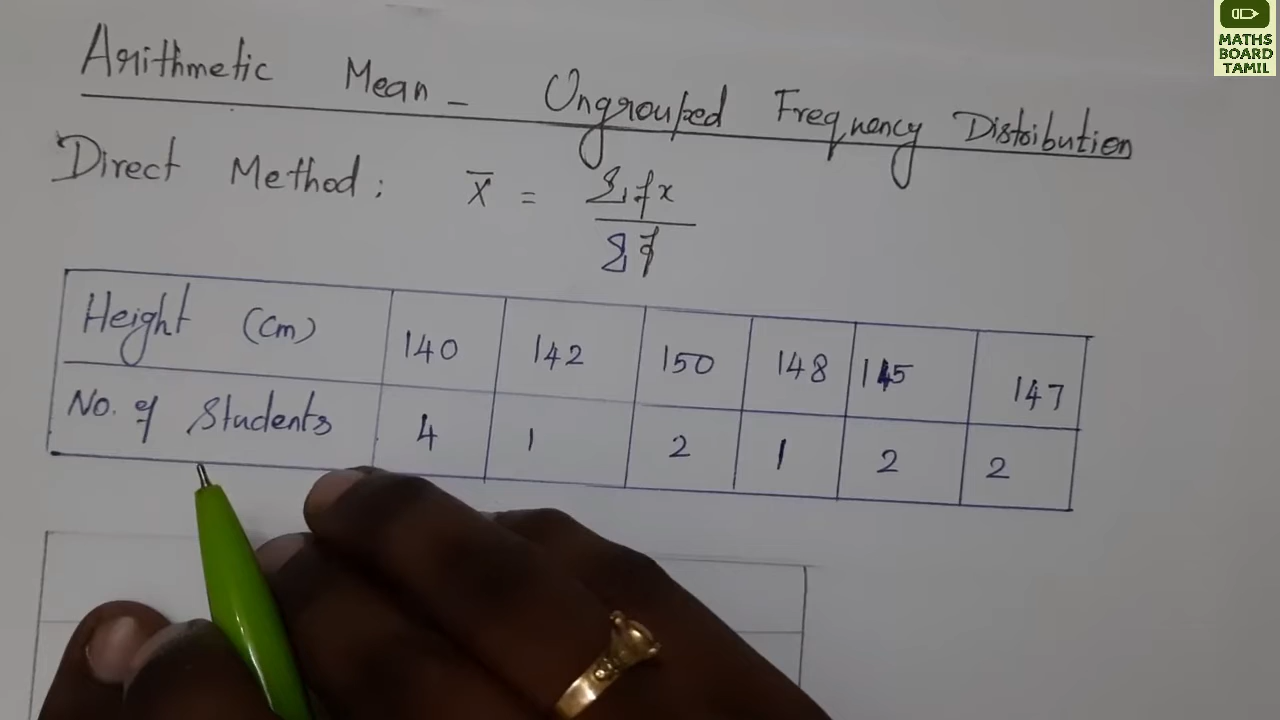 MATHS
BOARD
TAMIL
Arithmetic Mean - Ungrouped Frequency Distribution
Direct Method : X̄ = Σfx / Σf
Height (Cm) 140 142 150 148 145 147
No. of Students 4 1 2 1 2 2